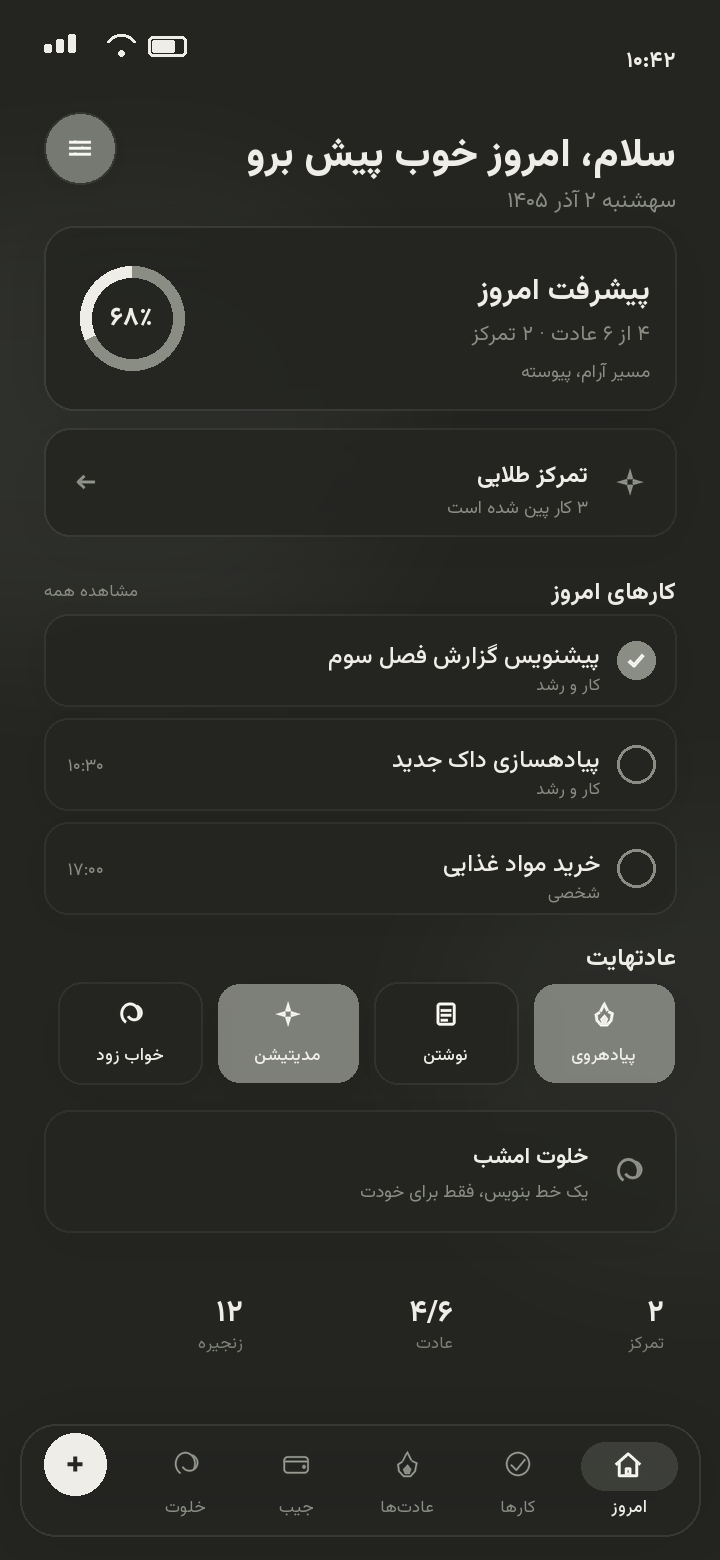 ۱۰:۴۲
سلام، امروز خوب پیش برو
سهشنبه ۲ آذر ۱۴۰۵
پیشرفت امروز
۴ از ۶ عادت · ۲ تمرکز
مسیر آرام، پیوسته
۶۸٪
تمرکز طلایی
۳ کار پین شده است
کارهای امروز
مشاهده همه
پیشنویس گزارش فصل سوم
کار و رشد
پیادهسازی داک جدید
کار و رشد
۱۰:۳۰
خرید مواد غذایی
شخصی
۱۷:۰۰
عادتهایت
پیادهروی
نوشتن
مدیتیشن
خواب زود
خلوت امشب
یک خط بنویس، فقط برای خودت
۲
تمرکز
۴/۶
عادت
۱۲
زنجیره
امروز
کارها
عادت‌ها
جیب
خلوت